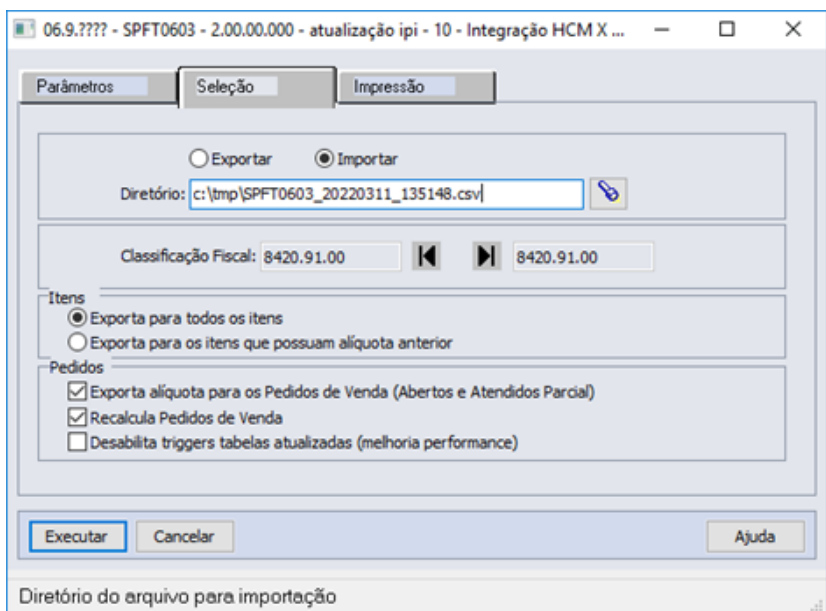 06.9.???? - SPFT0603 - 2.00.00.000 - atualização ipi - 10 - Integração HCM X ...
Parâmetros Seleção Impressão
Exportar Importar
Diretório: c:\tmp\SPFT0603_20220311_135148.csv
Classificação Fiscal: 8420.91.00 8420.91.00
Itens
Exporta para todos os itens
Exporta para os itens que possuam alíquota anterior
Pedidos
Exporta alíquota para os Pedidos de Venda (Abertos e Atendidos Parcial)
Recalcula Pedidos de Venda
Desabilita triggers tabelas atualizadas (melhoria performance)
Executar Cancelar Ajuda
Diretório do arquivo para importação